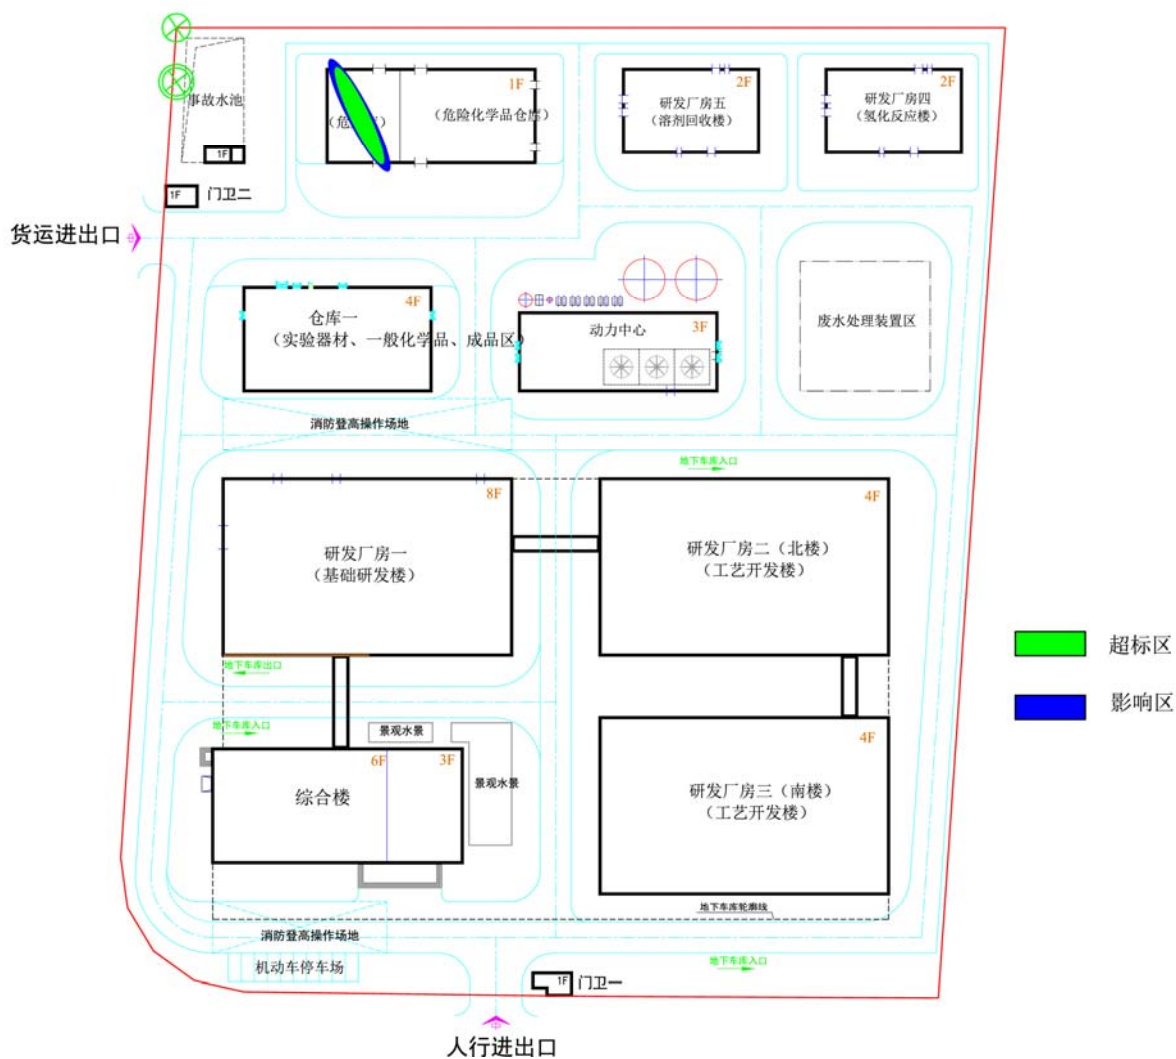 1F
2F
2F
事故水池
(危
(危险化学品仓库)
研发厂房五
(溶剂回收楼)
研发厂房四
(氢化反应楼)
1F
1F
门卫二
货运进出口
4F
仓库一
(实验器材、一般化学品、成品区)
动力中心
3F
废水处理装置区
消防登高操作场地
地下车库入口
8F
研发厂房一
(基础研发楼)
4F
研发厂房二(北楼)
(工艺开发楼)
超标区
影响区
地下车库出口
地下车库入口
景观水景
景观水景
6F
3F
综合楼
4F
研发厂房三(南楼)
(工艺开发楼)
地下车库轮廓线
消防登高操作场地
机动车停车场
地下车库入口
1F
门卫一
人行进出口